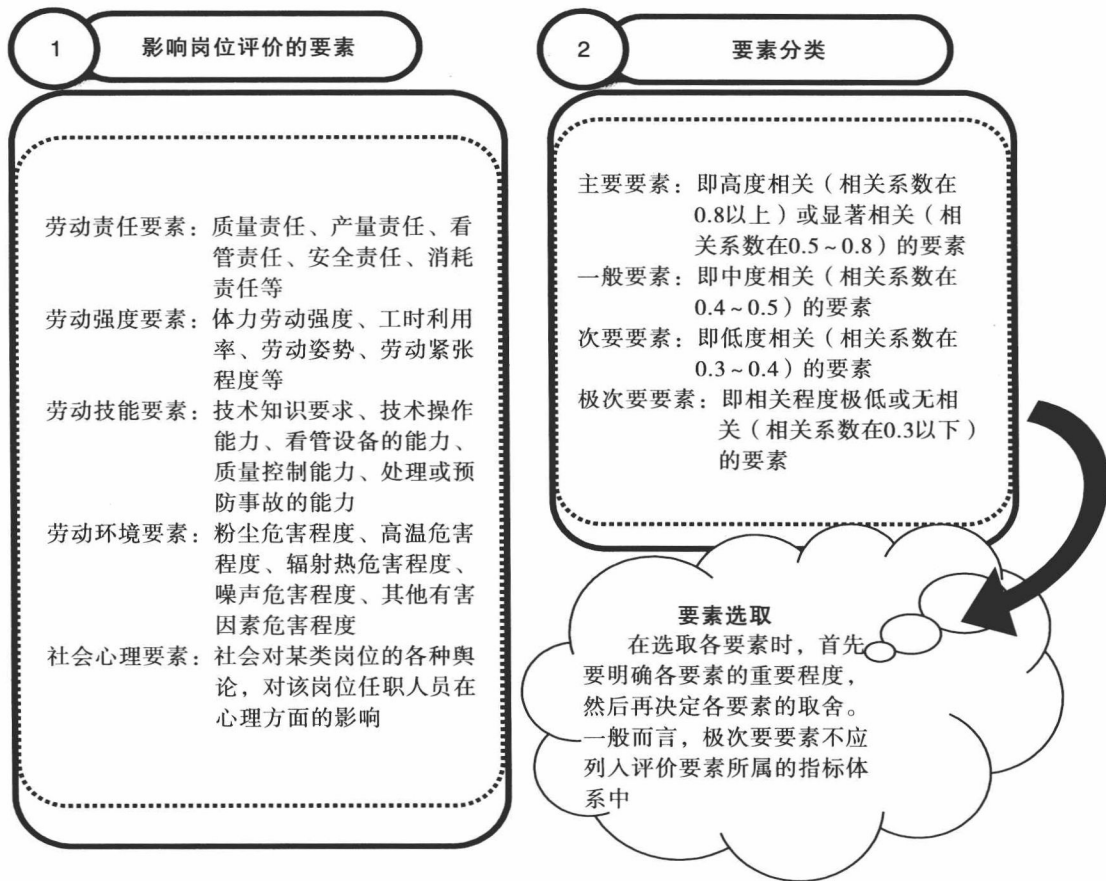 1
影响岗位评价的要素
劳动责任要素：质量责任、产量责任、看
管责任、安全责任、消耗
责任等
劳动强度要素：体力劳动强度、工时利用
率、劳动姿势、劳动紧张
程度等
劳动技能要素：技术知识要求、技术操作
能力、看管设备的能力、
质量控制能力、处理或预
防事故的能力
劳动环境要素：粉尘危害程度、高温危害
程度、辐射热危害程度、
噪声危害程度、其他有害
因素危害程度
社会心理要素：社会对某类岗位的各种舆
论，对该岗位任职人员在
心理方面的影响
2
要素分类
主要要素：即高度相关（相关系数在
0.8以上）或显著相关（相
关系数在0.5~0.8）的要素
一般要素：即中度相关（相关系数在
0.4~0.5）的要素
次要要素：即低度相关（相关系数在
0.3~0.4）的要素
极次要要素：即相关程度极低或无相
关（相关系数在0.3以下）
的要素
要素选取
在选取各要素时，首先
要明确各要素的重要程度，
然后再决定各要素的取舍。
一般而言，极次要要素不应
列入评价要素所属的指标体
系中